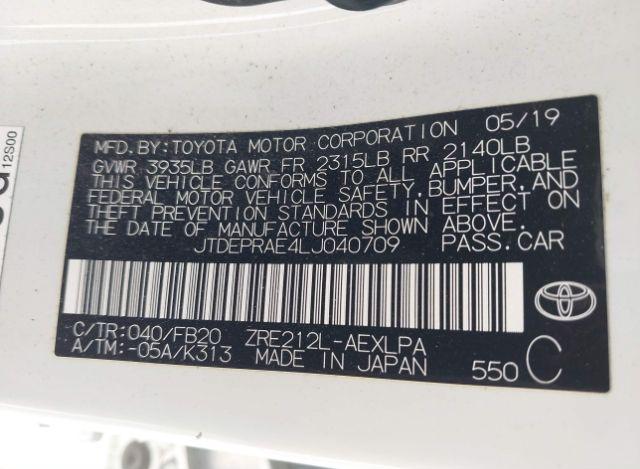 MFD.BY:TOYOTA MOTOR CORPORATION 05/19
GVWR 3935LB GAWR FR 2315LB RR 2140LB
THIS VEHICLE CONFORMS TO ALL APPLICABLE
FEDERAL MOTOR VEHICLE SAFETY,BUMPER,AND
THEFT PREVENTION STANDARDS IN EFFECT ON
THE DATE OF MANUFACTURE SHOWN ABOVE.
JTDEPRAE4LJ040709 PASS.CAR
C/TR:040/FB20 ZRE212L-AEXLPA
A/TM:-05A/K313 MADE IN JAPAN 550 C
12S00